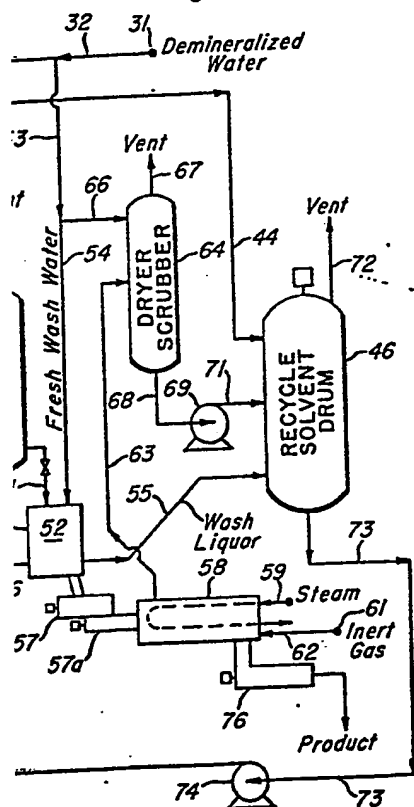 32
31
Demineralized
Water
Vent
67
66
54
Fresh Wash Water
DRYER
SCRUBBER
64
44
Vent
72
RECYCLE
SOLVENT
DRUM
46
68
69
71
63
55
Wash
Liquor
52
73
58
59
Steam
61
Inert
Gas
62
57
57a
76
Product
74
73